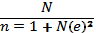 N
n = 1 + N(e)²